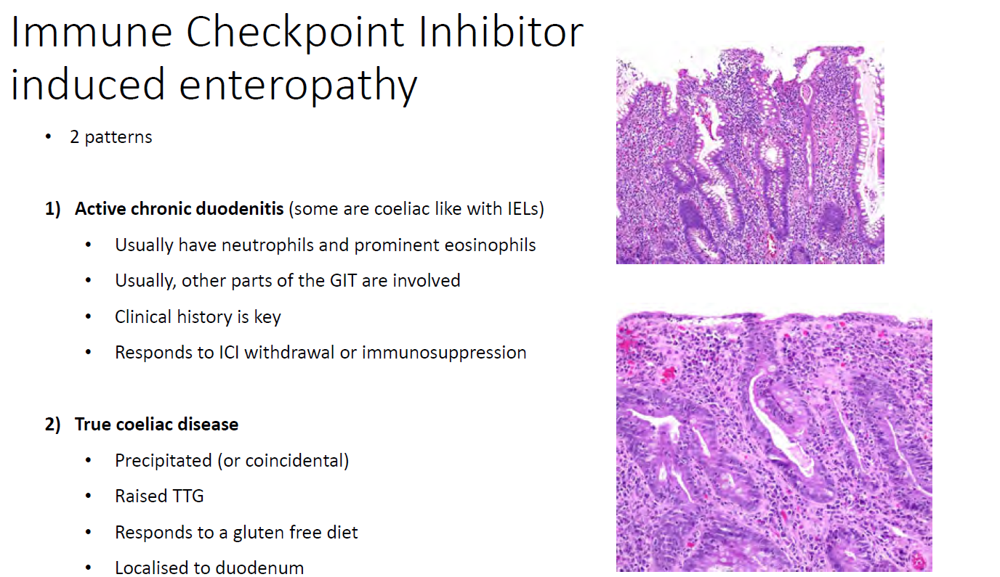 Immune Checkpoint Inhibitor
induced enteropathy
• 2 patterns
1) Active chronic duodenitis (some are coeliac like with IELs)
• Usually have neutrophils and prominent eosinophils
• Usually, other parts of the GIT are involved
• Clinical history is key
• Responds to ICI withdrawal or immunosuppression
2) True coeliac disease
• Precipitated (or coincidental)
• Raised TTG
• Responds to a gluten free diet
• Localised to duodenum